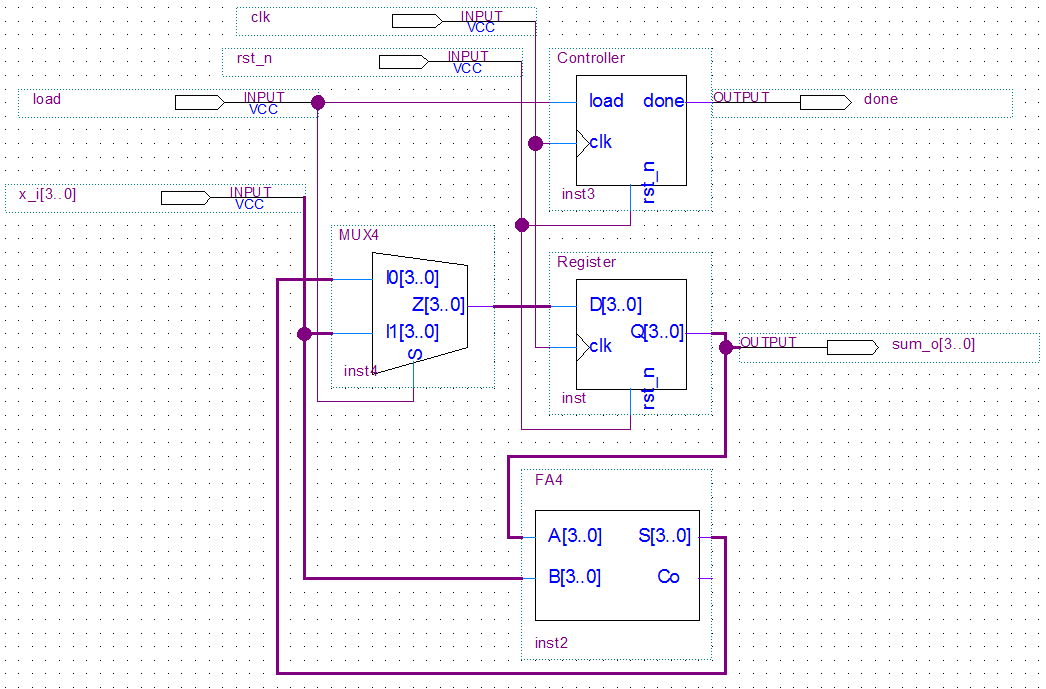 clk
INPUT
VCC
rst_n
INPUT
VCC
load
INPUT
VCC
x_i[3..0]
INPUT
VCC
Controller
load
done
clk
rst_n
inst3
OUTPUT
done
MUX4
I0[3..0]
Z[3..0]
I1[3..0]
S
inst4
Register
D[3..0]
Q[3..0]
clk
rst_n
inst
OUTPUT
sum_o[3..0]
FA4
A[3..0]
S[3..0]
B[3..0]
Co
inst2